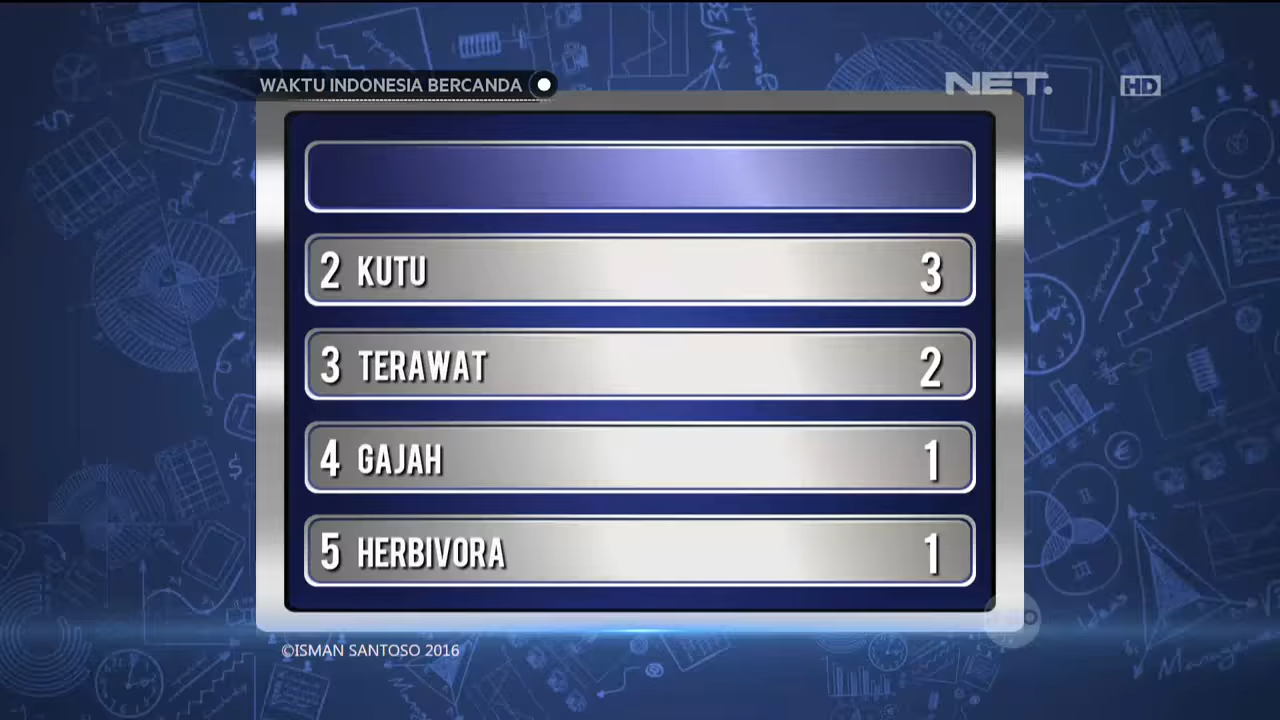 WAKTU INDONESIA BERCANDA
NET.
HD
2 KUTU 3
3 TERAWAT 2
4 GAJAH 1
5 HERBIVORA 1
©ISMAN SANTOSO 2016